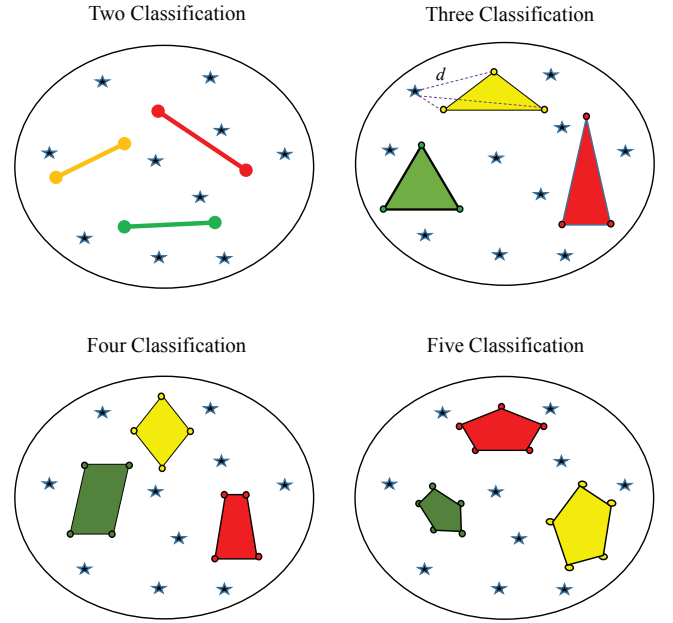 Two Classification
Three Classification
d
Four Classification
Five Classification